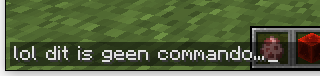 lol dit is geen commando..._